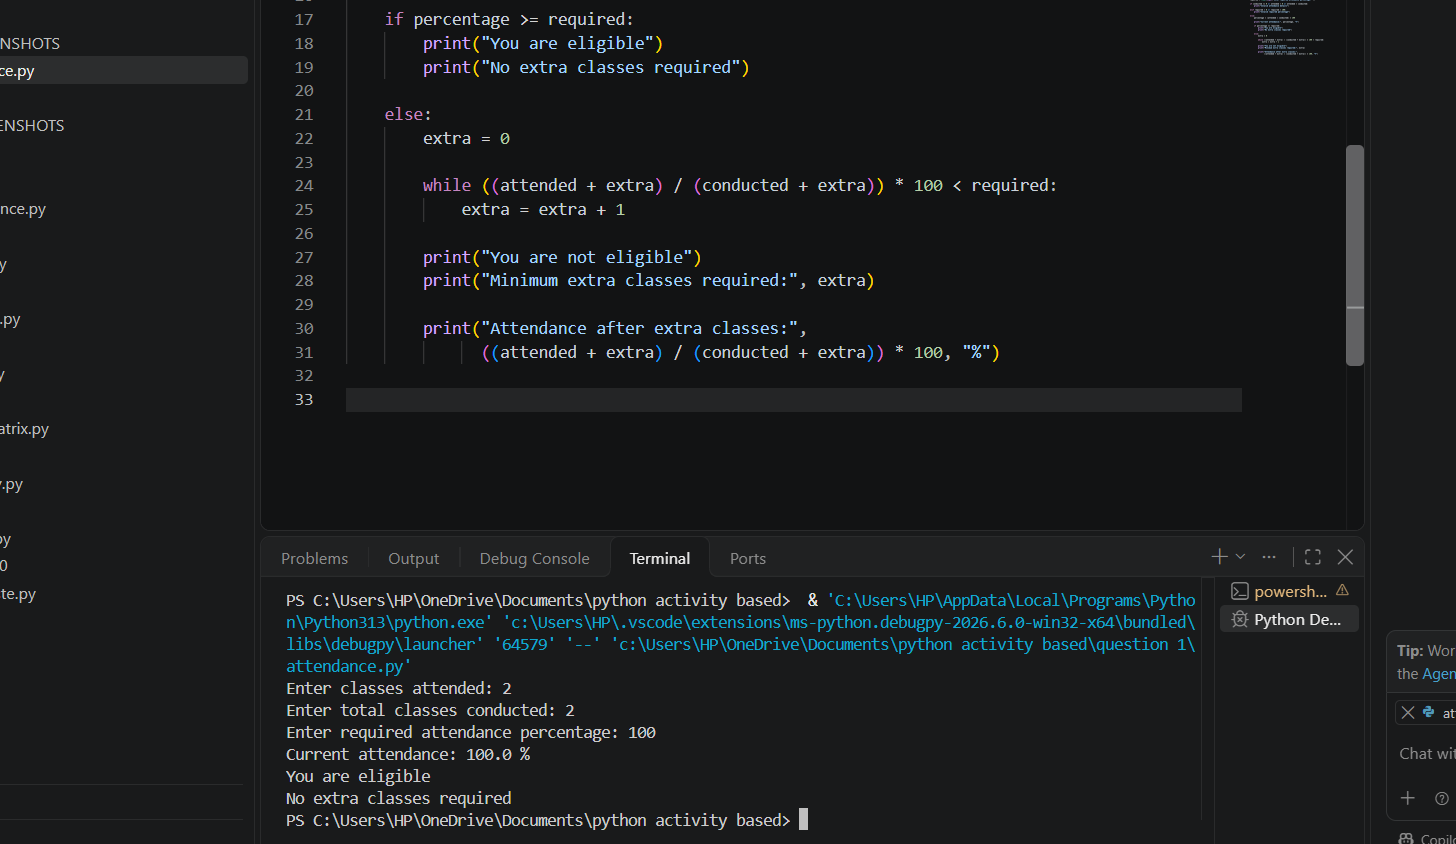 NSHOTS
ce.py
ENSHOTS
nce.py
y
.py
y
atrix.py
.py
py
0
te.py
17 if percentage >= required:
18 print("You are eligible")
19 print("No extra classes required")
20
21 else:
22 extra = 0
23
24 while ((attended + extra) / (conducted + extra)) * 100 < required:
25 extra = extra + 1
26
27 print("You are not eligible")
28 print("Minimum extra classes required:", extra)
29
30 print("Attendance after extra classes:",
31 ((attended + extra) / (conducted + extra)) * 100, "%")
32
33
Problems Output Debug Console Terminal Ports
PS C:\Users\HP\OneDrive\Documents\python activity based> & 'C:\Users\HP\AppData\Local\Programs\Pytho
n\Python313\python.exe' 'c:\Users\HP\.vscode\extensions\ms-python.debugpy-2026.6.0-win32-x64\bundled\
libs\debugpy\launcher' '64579' '--' 'c:\Users\HP\OneDrive\Documents\python activity based\question 1\
attendance.py'
Enter classes attended: 2
Enter total classes conducted: 2
Enter required attendance percentage: 100
Current attendance: 100.0 %
You are eligible
No extra classes required
PS C:\Users\HP\OneDrive\Documents\python activity based>
powersh...
Python De...
Tip: Wor
the Agen
at
Chat wit
Copilo